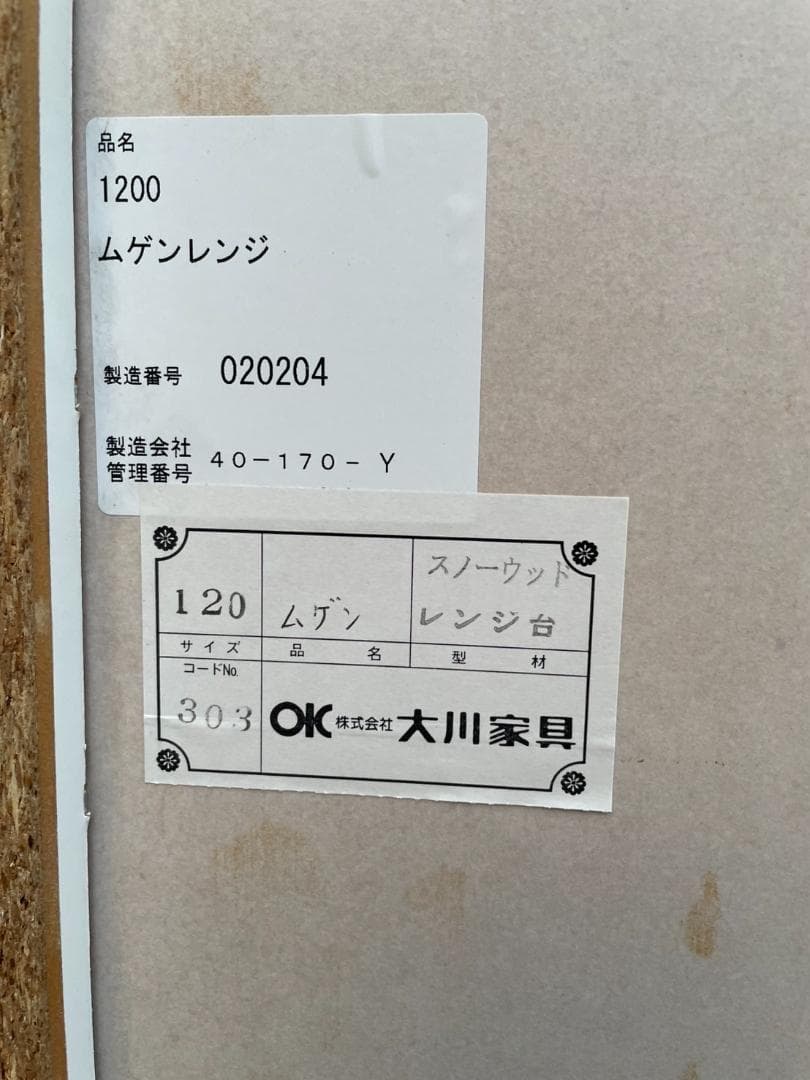 品名
1200
ムゲンレンジ
製造番号 020204
製造会社
管理番号 40-170-Y
120 ムゲン スノーウッド
レンジ台
サイズ 品名 型材
コードNo.
303 OK 株式会社 大川家具